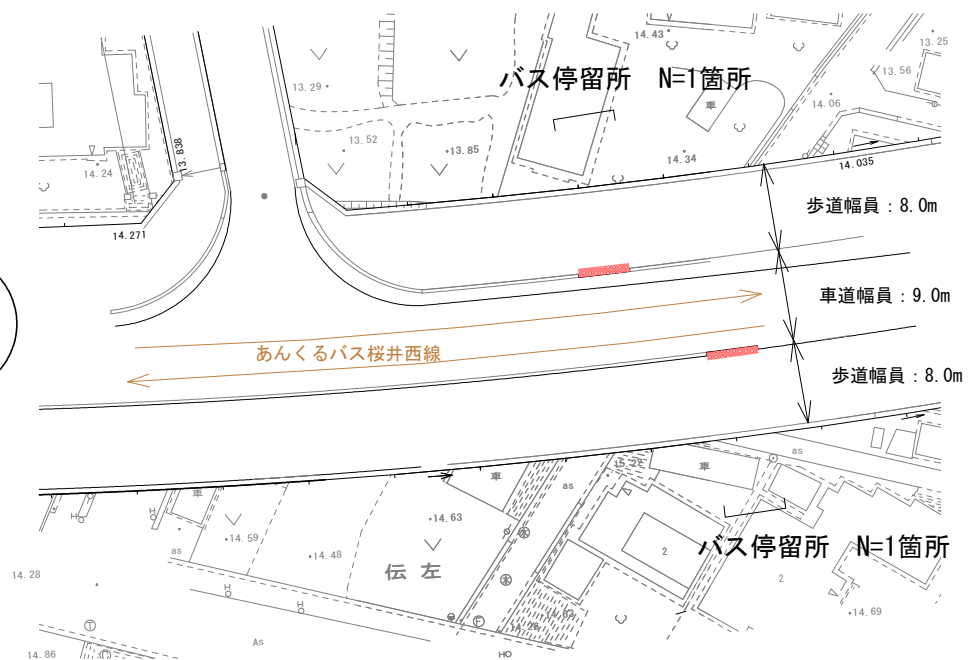 14.43
13.25
バス停留所 N=1箇所
13.56
13.29
14.06
車
13.838
13.52
13.85
14.34
14.24
14.035
歩道幅員：8.0m
14.271
車道幅員：9.0m
あんくるバス桜井西線
歩道幅員：8.0m
as
15.22
車
車
as
車
14.63
14.59
バス停留所 N=1箇所
as
14.48
2
伝左
水
水
2
14.28
H
H
H
H
14.69
T
F
As
14.86
C
HO